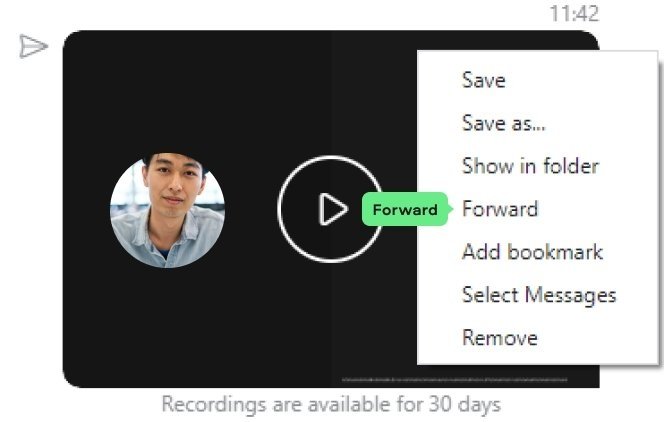 11:42
Save
Save as...
Show in folder
Forward
Forward
Add bookmark
Select Messages
Remove
Recordings are available for 30 days